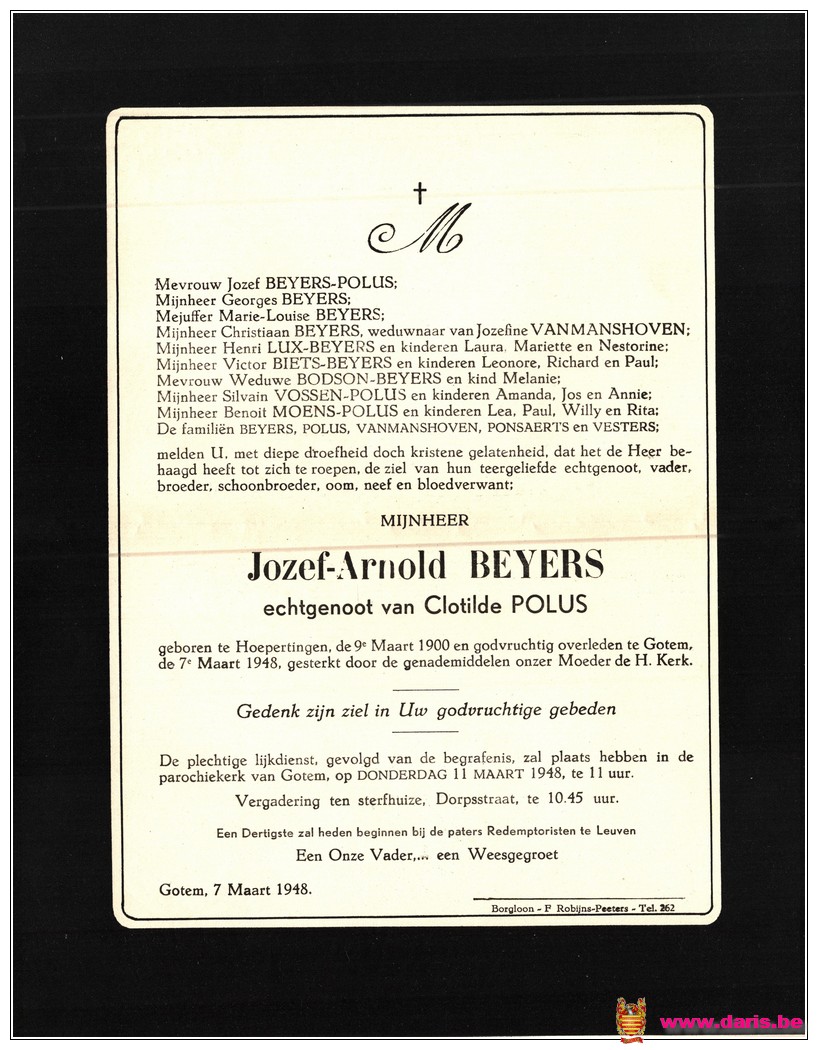 M
Mevrouw Jozef BEYERS-POLUS;
Mijnheer Georges BEYERS;
Mejuffer Marie-Louise BEYERS;
Mijnheer Christiaan BEYERS, weduwnaar van Jozefine VANMANSHOVEN;
Mijnheer Henri LUX-BEYERS en kinderen Laura, Mariette en Nestorine;
Mijnheer Victor BIETS-BEYERS en kinderen Leonore, Richard en Paul;
Mevrouw Weduwe BODSON-BEYERS en kind Melanie;
Mijnheer Silvain VOSSEN-POLUS en kinderen Amanda, Jos en Annie;
Mijnheer Benoit MOENS-POLUS en kinderen Lea, Paul, Willy en Rita;
De familiën BEYERS, POLUS, VANMANSHOVEN, PONSAERTS en VESTERS;
melden U. met diepe droefheid doch kristene gelatenheid, dat het de Heer be-
haagd heeft tot zich te roepen, de ziel van hun teergeliefde echtgenoot, vader,
broeder, schoonbroeder, oom, neef en bloedverwant;
MIJNHEER
Jozef-Arnold BEYERS
echtgenoot van Clotilde POLUS
geboren te Hoepertingen, de 9e Maart 1900 en godvruchtig overleden te Gotem,
de 7e Maart 1948, gesterkt door de genademiddelen onzer Moeder de H. Kerk.
Gedenk zijn ziel in Uw godvruchtige gebeden
De plechtige lijkdienst, gevolgd van de begrafenis, zal plaats hebben in de
parochiekerk van Gotem, op DONDERDAG 11 MAART 1948, te 11 uur.
Vergadering ten sterfhuize, Dorpsstraat, te 10.45 uur.
Een Dertigste zal heden beginnen bij de paters Redemptoristen te Leuven
Een Onze Vader,... een Weesgegroet
Gotem, 7 Maart 1948.
Borgloon - F Robijns-Peeters - Tel. 262
www.daris.be